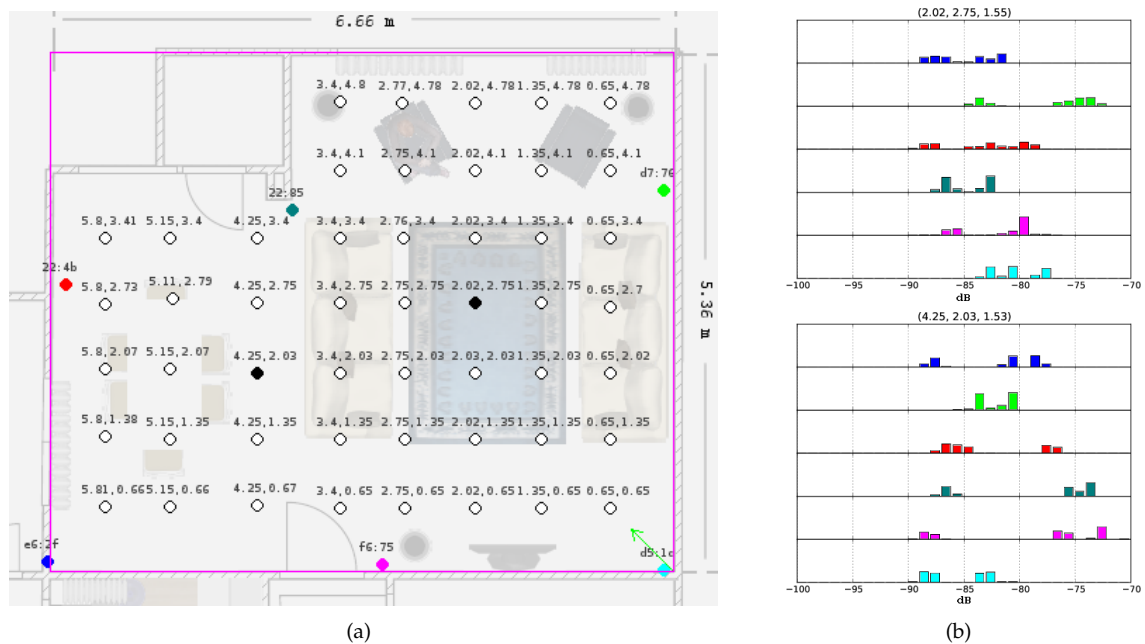 6.66 m
3.4,4.8 2.77,4.78 2.02,4.78 1.35,4.78 0.65,4.78
3.4,4.1 2.75,4.1 2.02,4.1 1.35,4.1 0.65,4.1
d7:76
22:85
5.8,3.41 5.15,3.4 4.25,3.4 3.4,3.4 2.76,3.4 2.02,3.4 1.35,3.4 0.65,3.4
22:4b
5.8,2.73 5.11,2.79 4.25,2.75 3.4,2.75 2.75,2.75 2.02,2.75 1.35,2.75 0.65,2.7
5.36 m
5.8,2.07 5.15,2.07 4.25,2.03 3.4,2.03 2.75,2.03 2.03,2.03 1.35,2.03 0.65,2.02
5.8,1.38 5.15,1.35 4.25,1.35 3.4,1.35 2.75,1.35 2.02,1.35 1.35,1.35 0.65,1.35
5.81,0.66 5.15,0.66 4.25,0.67 3.4,0.65 2.75,0.65 2.02,0.65 1.35,0.65 0.65,0.65
e6:2f f6:75 d5:1c
(a)
(2.02, 2.75, 1.55)
−100 −95 −90 −85 −80 −75 −70
dB
(4.25, 2.03, 1.53)
−100 −95 −90 −85 −80 −75 −70
dB
(b)